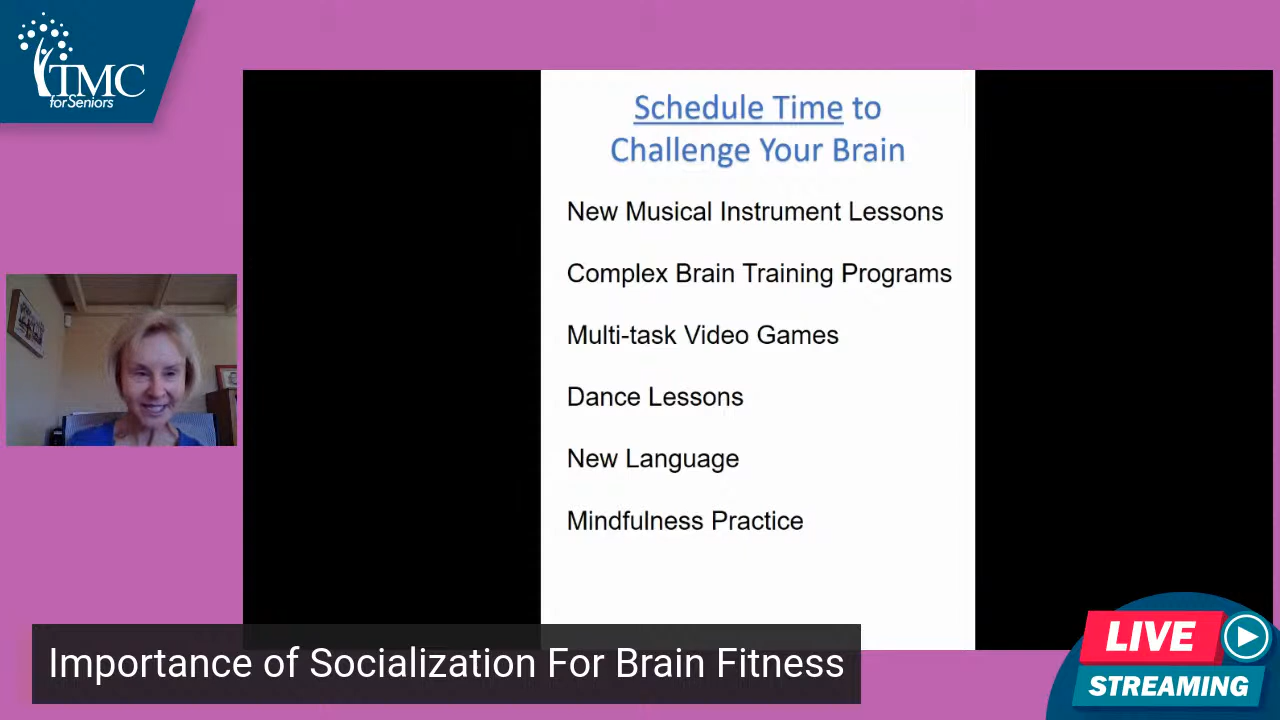 TMC
for Seniors
Schedule Time to
Challenge Your Brain
New Musical Instrument Lessons
Complex Brain Training Programs
Multi-task Video Games
Dance Lessons
New Language
Mindfulness Practice
Importance of Socialization For Brain Fitness
LIVE
STREAMING